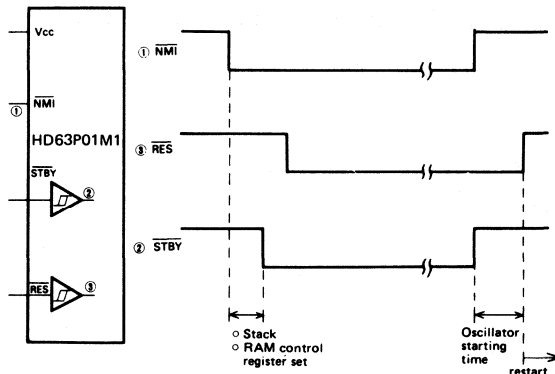 Vcc
① NMI
HD63P01M1
STBY
②
RES
③
① NMI
③ RES
② STBY
○ Stack
○ RAM control
register set
Oscillator
starting
time
restart